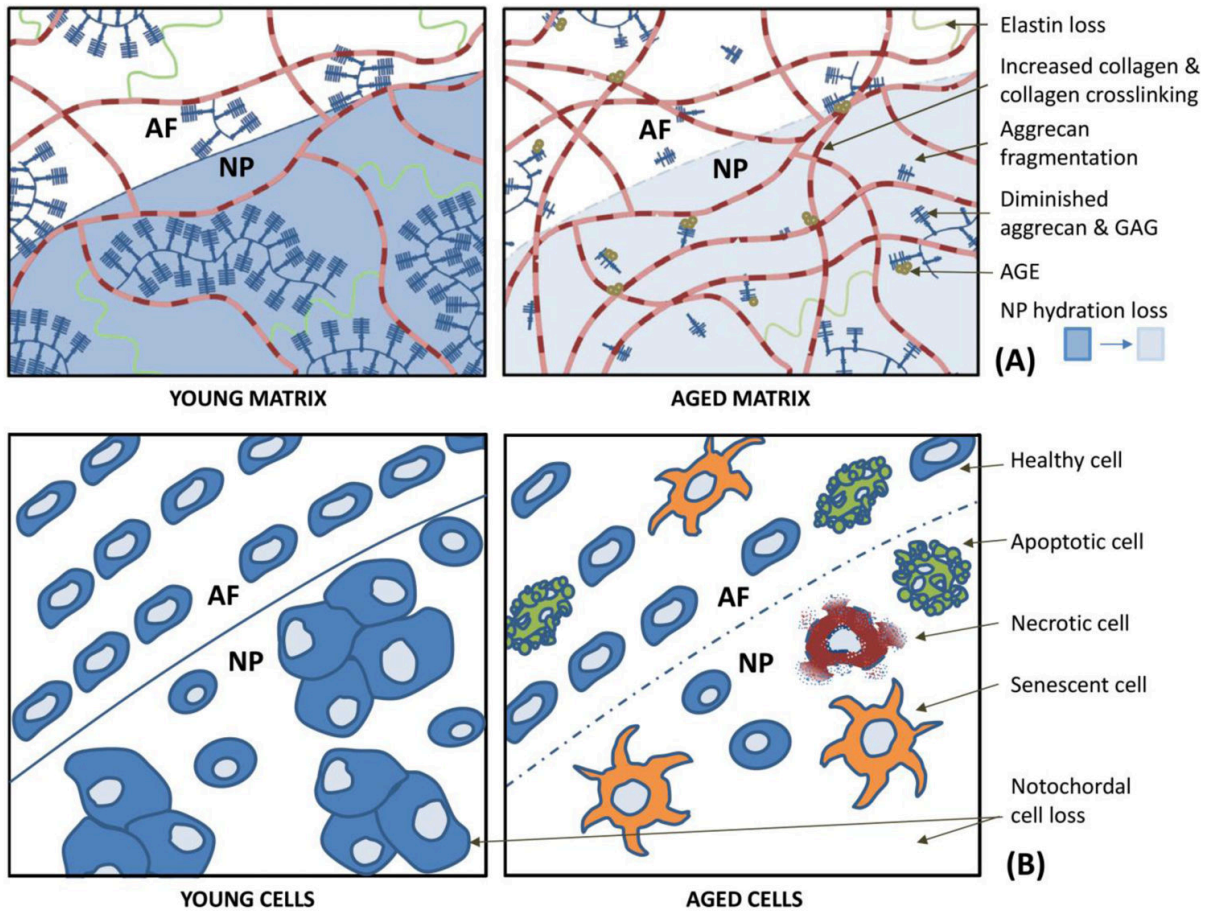 AF
NP
YOUNG MATRIX
AF
NP
AGED MATRIX
Elastin loss
Increased collagen &
collagen crosslinking
Aggrecan
fragmentation
Diminished
aggrecan & GAG
AGE
NP hydration loss
(A)
AF
NP
YOUNG CELLS
AF
NP
AGED CELLS
Healthy cell
Apoptotic cell
Necrotic cell
Senescent cell
Notochordal
cell loss
(B)